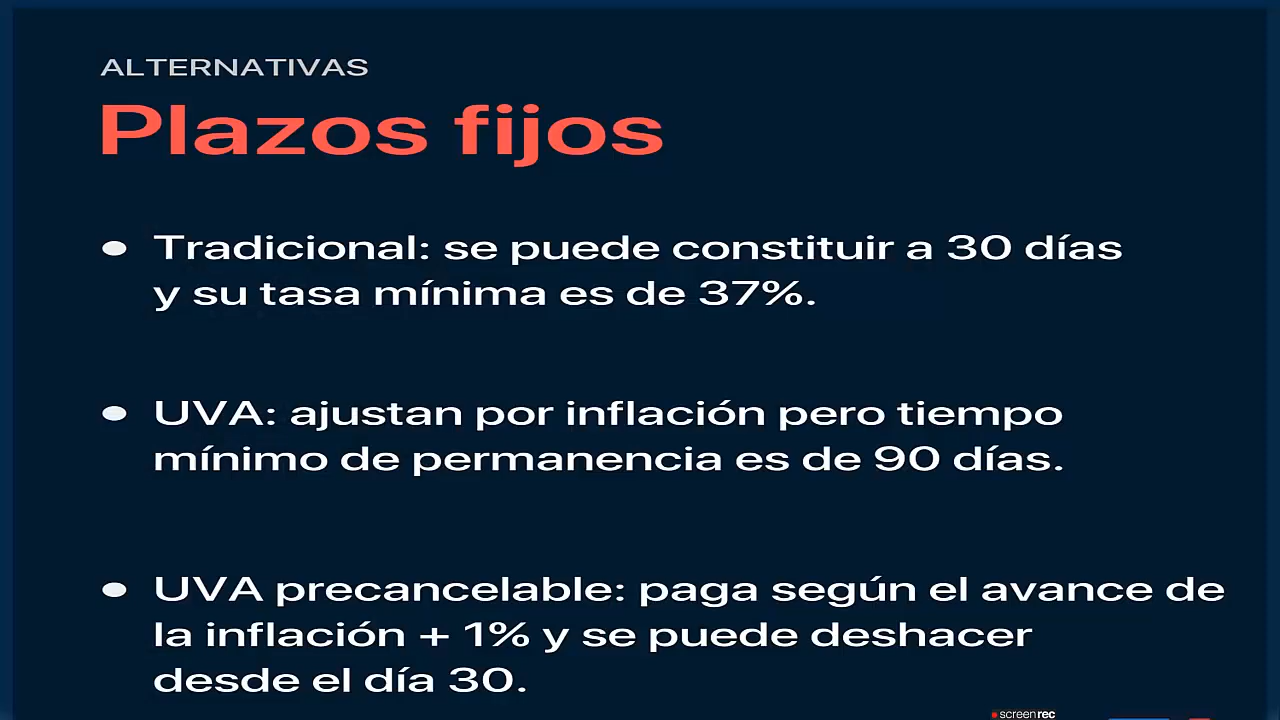 ALTERNATIVAS
Plazos fijos
● Tradicional: se puede constituir a 30 días
y su tasa mínima es de 37%.
● UVA: ajustan por inflación pero tiempo
mínimo de permanencia es de 90 días.
● UVA precancelable: paga según el avance de
la inflación + 1% y se puede deshacer
desde el día 30.
screenrec